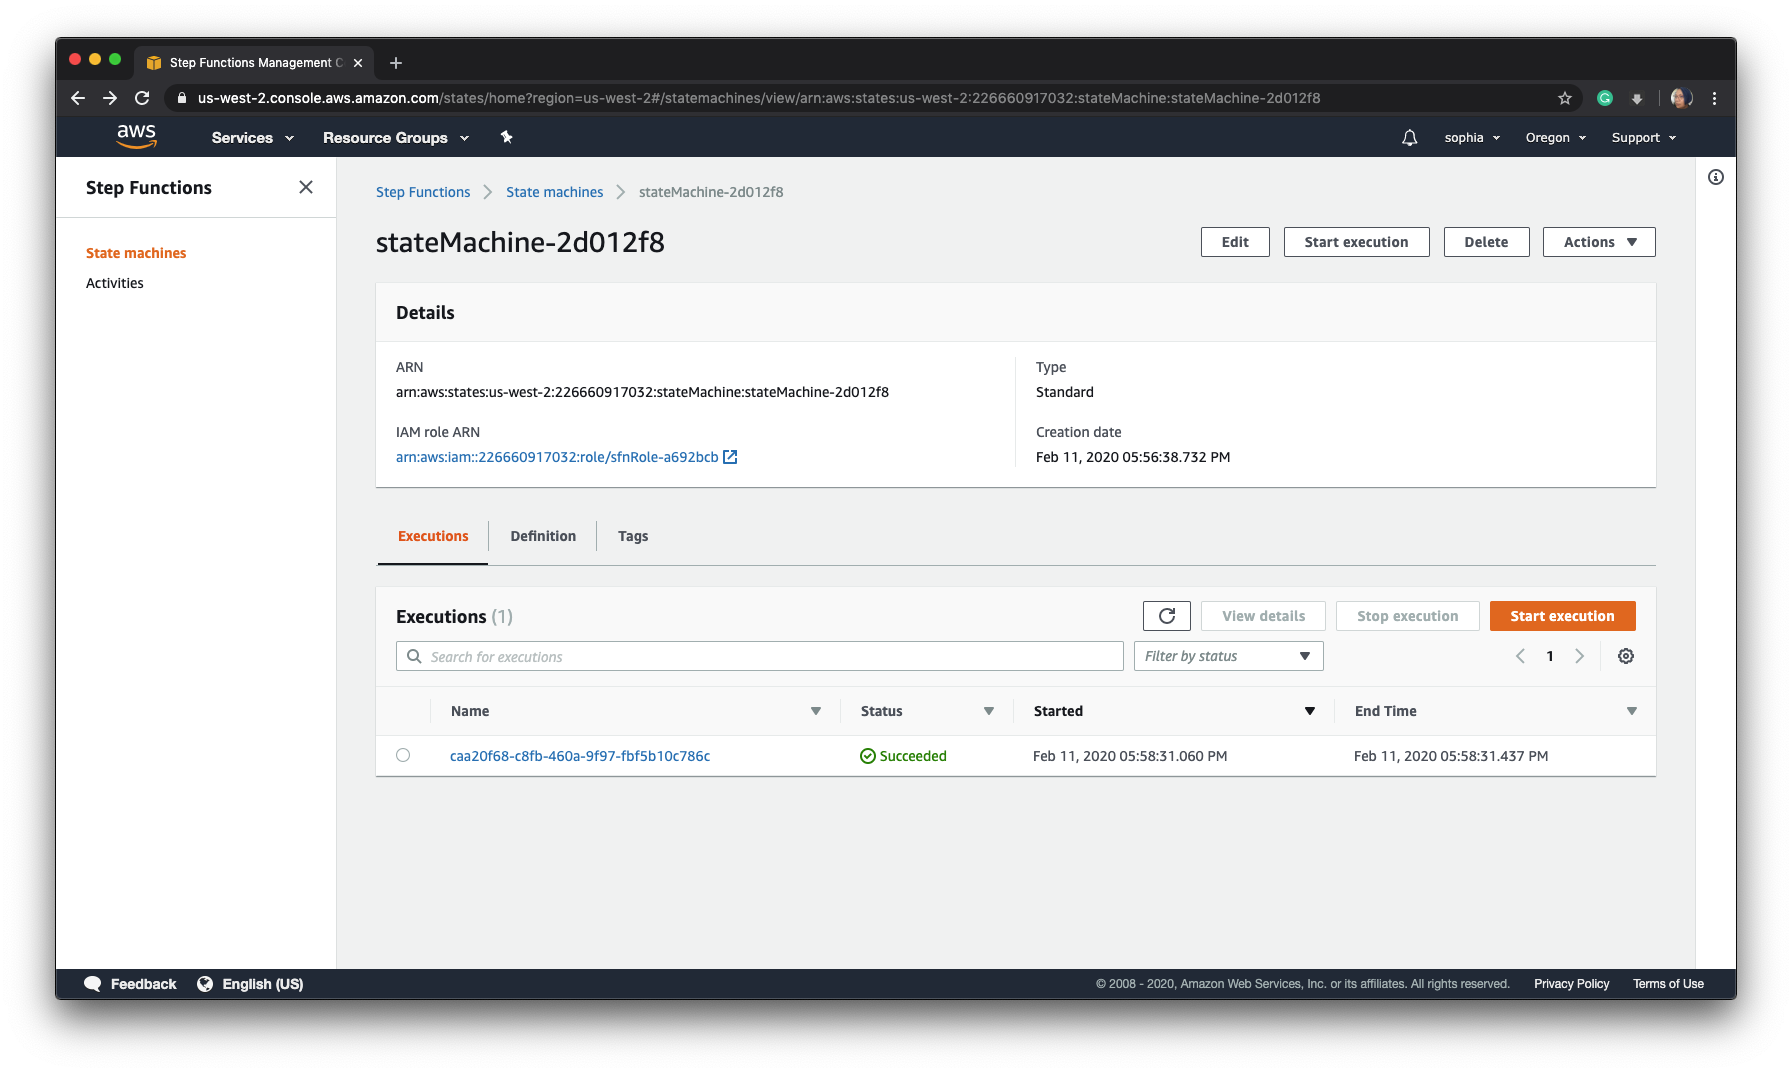 Step Functions Management C
us-west-2.console.aws.amazon.com/states/home?region=us-west-2#/statemachines/view/arn:aws:states:us-west-2:226660917032:stateMachine:stateMachine-2d012f8
aws Services Resource Groups sophia Oregon Support
Step Functions
State machines
Activities
Step Functions State machines stateMachine-2d012f8
stateMachine-2d012f8 Edit Start execution Delete Actions
Details
ARN
arn:aws:states:us-west-2:226660917032:stateMachine:stateMachine-2d012f8
IAM role ARN
arn:aws:iam::226660917032:role/sfnRole-a692bcb
Type
Standard
Creation date
Feb 11, 2020 05:56:38.732 PM
Executions Definition Tags
Executions (1) View details Stop execution Start execution
Search for executions Filter by status 1
Name Status Started End Time
caa20f68-c8fb-460a-9f97-fbf5b10c786c Succeeded Feb 11, 2020 05:58:31.060 PM Feb 11, 2020 05:58:31.437 PM
Feedback English (US) © 2008 - 2020, Amazon Web Services, Inc. or its affiliates. All rights reserved. Privacy Policy Terms of Use